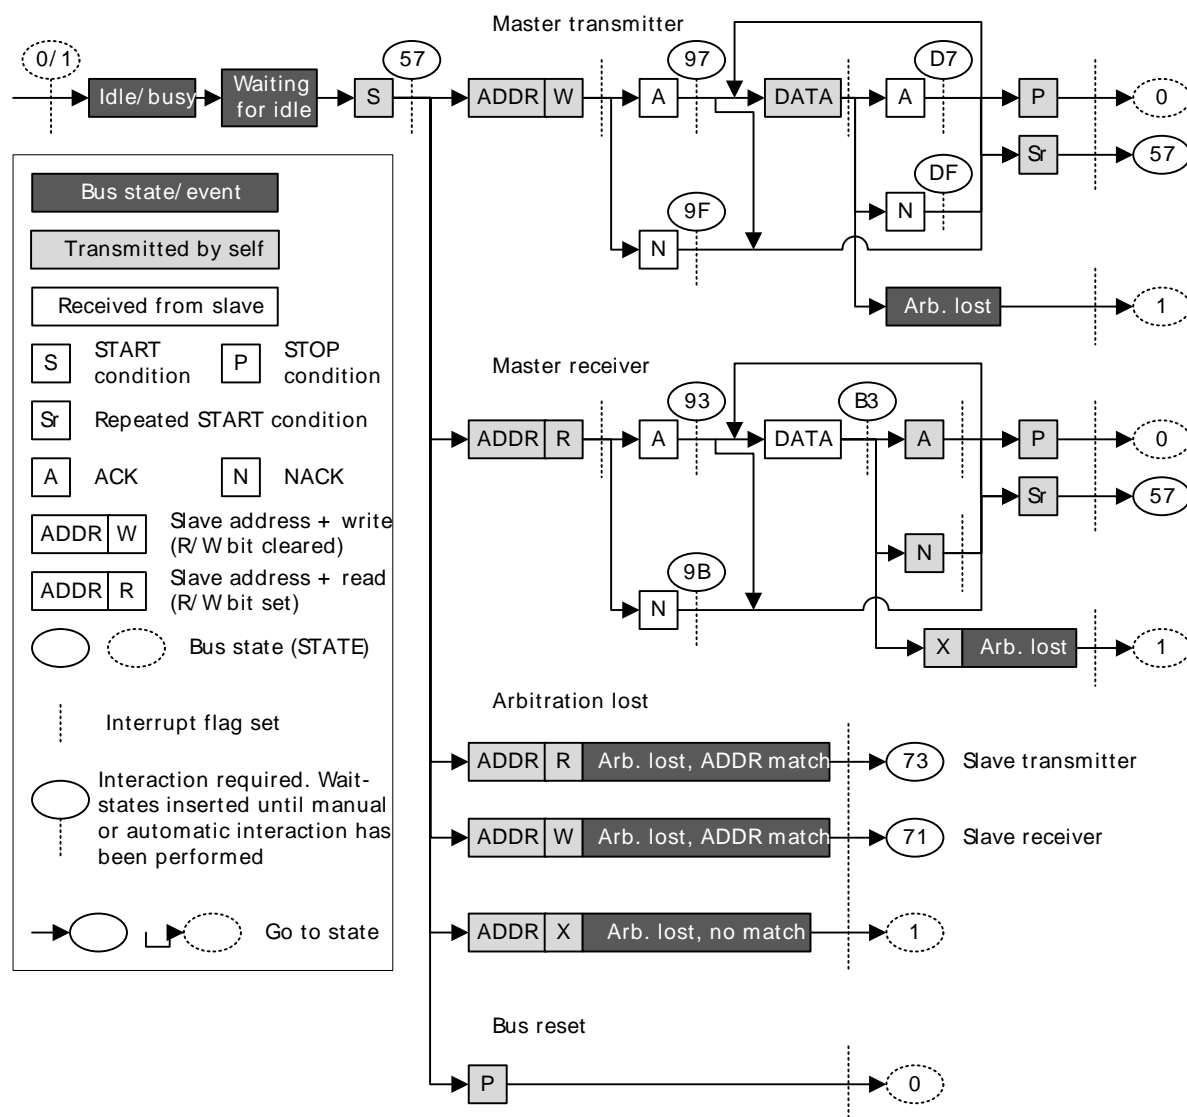 Master transmitter
0/1
57
97
D7
Idle/busy
Waiting
for idle
S
ADDR W
A
DATA
A
P
0
Sr
57
DF
N
9F
N
Arb. lost
1
Bus state/event
Transmitted by self
Received from slave
S START
condition
P STOP
condition
Sr Repeated START condition
A ACK
N NACK
ADDR W Slave address + write
(R/W bit cleared)
ADDR R Slave address + read
(R/W bit set)
Bus state (STATE)
Interrupt flag set
Interaction required. Wait-
states inserted until manual
or automatic interaction has
been performed
Go to state
Master receiver
93
B3
ADDR R
A
DATA
A
P
0
Sr
57
N
9B
N
X Arb. lost
1
Arbitration lost
ADDR R Arb. lost, ADDR match
73
Slave transmitter
ADDR W Arb. lost, ADDR match
71
Slave receiver
ADDR X Arb. lost, no match
1
Bus reset
P
0